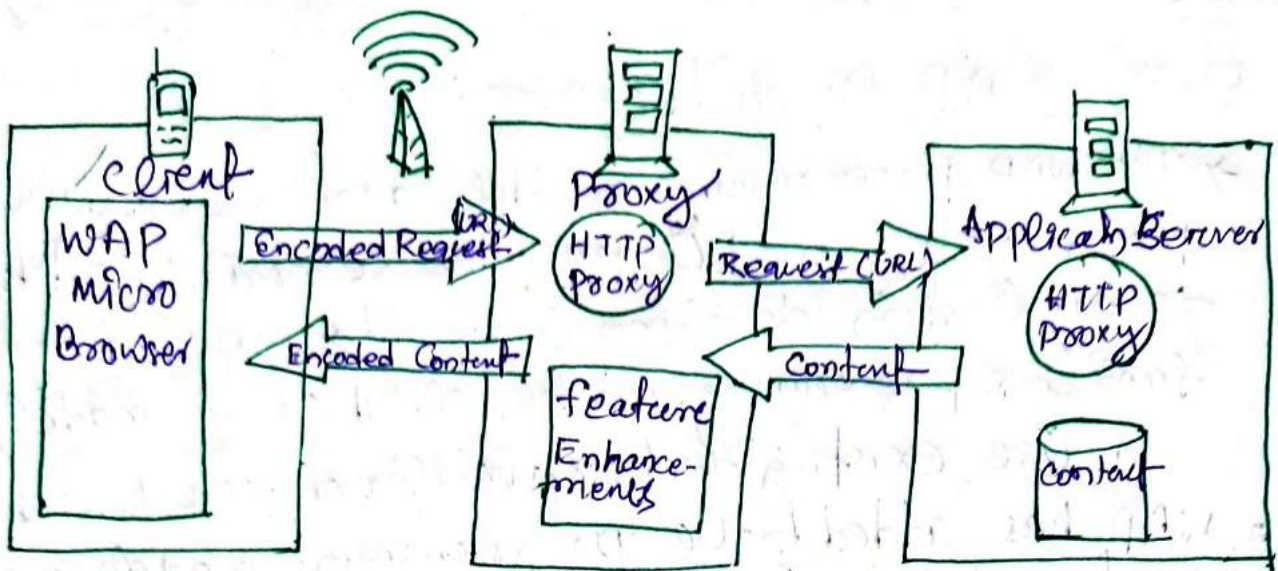 Client
WAP
Micro
Browser
Encoded Request (URL)
Encoded Content
Proxy
HTTP
Proxy
feature
Enhance-
ments
Request (URL)
Content
Server
HTTP
Proxy
Content